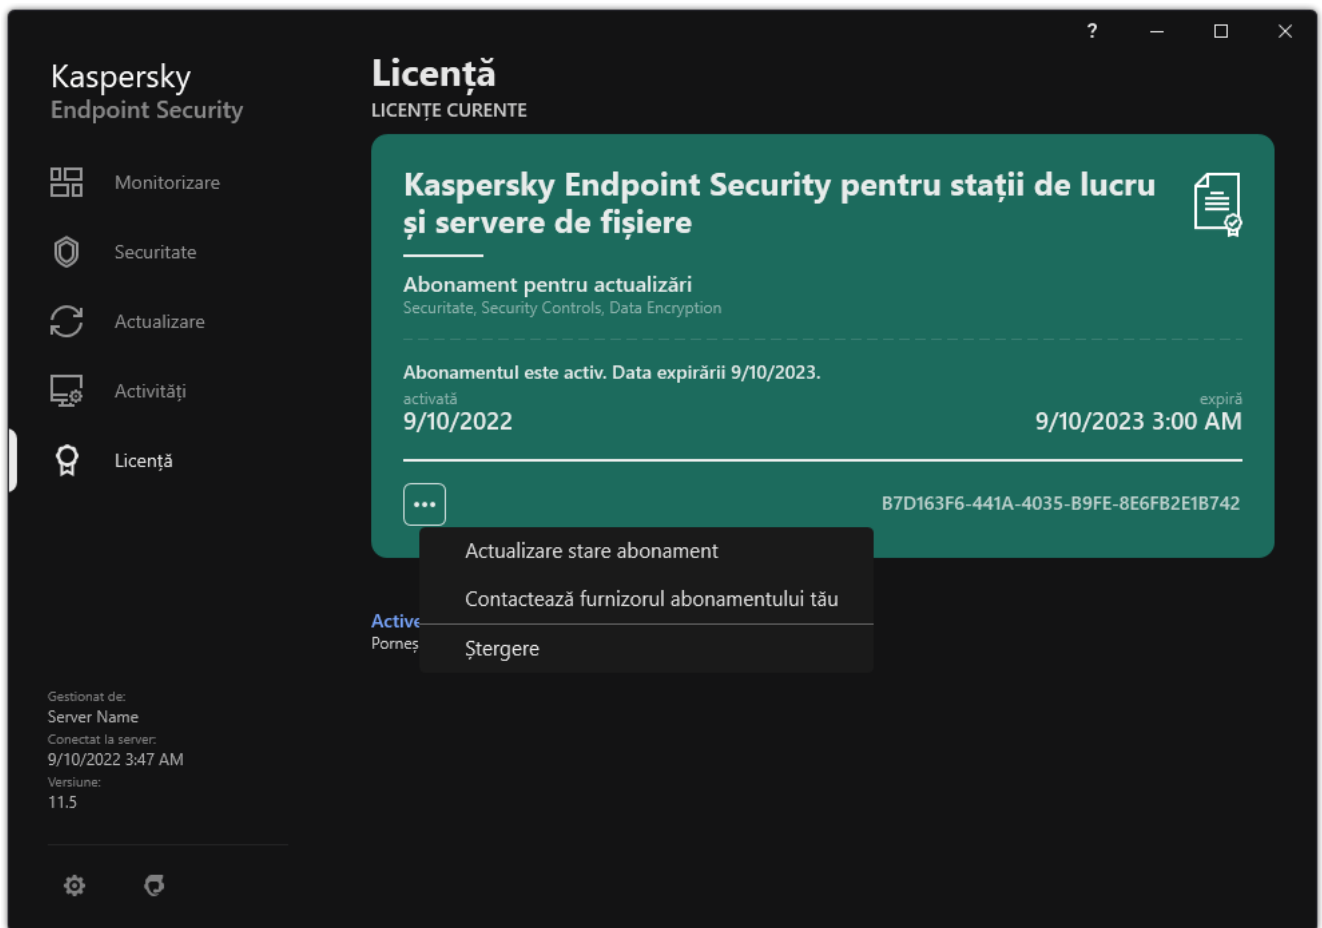 ?
Kaspersky
Endpoint Security
Monitorizare
Securitate
Actualizare
Activități
Licență
Gestionat de:
Server Name
Conectat la server:
9/10/2022 3:47 AM
Versiune:
11.5
Licență
LICENȚE CURENTE
Kaspersky Endpoint Security pentru stații de lucru
și servere de fișiere
Abonament pentru actualizări
Securitate, Security Controls, Data Encryption
Abonamentul este activ. Data expirării 9/10/2023.
activată expiră
9/10/2022 9/10/2023 3:00 AM
B7D163F6-441A-4035-B9FE-8E6FB2E1B742
Actualizare stare abonament
Contactează furnizorul abonamentului tău
Ștergere